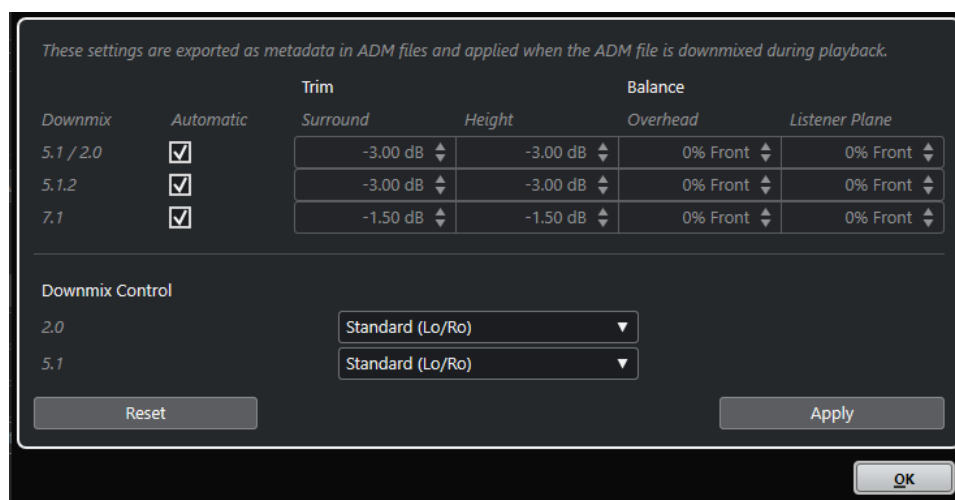 These settings are exported as metadata in ADM files and applied when the ADM file is downmixed during playback.
Trim Balance
Downmix Automatic Surround Height Overhead Listener Plane
5.1 / 2.0 -3.00 dB -3.00 dB 0% Front 0% Front
5.1.2 -3.00 dB -3.00 dB 0% Front 0% Front
7.1 -1.50 dB -1.50 dB 0% Front 0% Front
Downmix Control
2.0 Standard (Lo/Ro)
5.1 Standard (Lo/Ro)
Reset Apply
OK